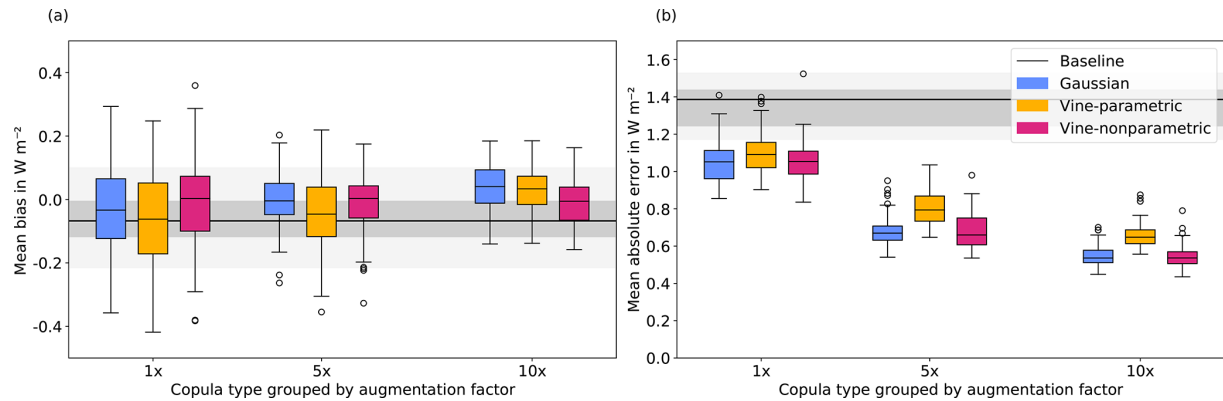 (a)
0.4
0.2
0.0
-0.2
-0.4
Mean bias in W m⁻²
1x
5x
10x
Copula type grouped by augmentation factor
(b)
1.6
1.4
1.2
1.0
0.8
0.6
0.4
0.2
0.0
Mean absolute error in W m⁻²
Baseline
Gaussian
Vine-parametric
Vine-nonparametric
1x
5x
10x
Copula type grouped by augmentation factor